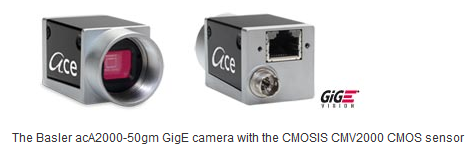 ace
ace
GiGE
VISION
The Basler acA2000-50gm GigE camera with the CMOSIS CMV2000 CMOS sensor